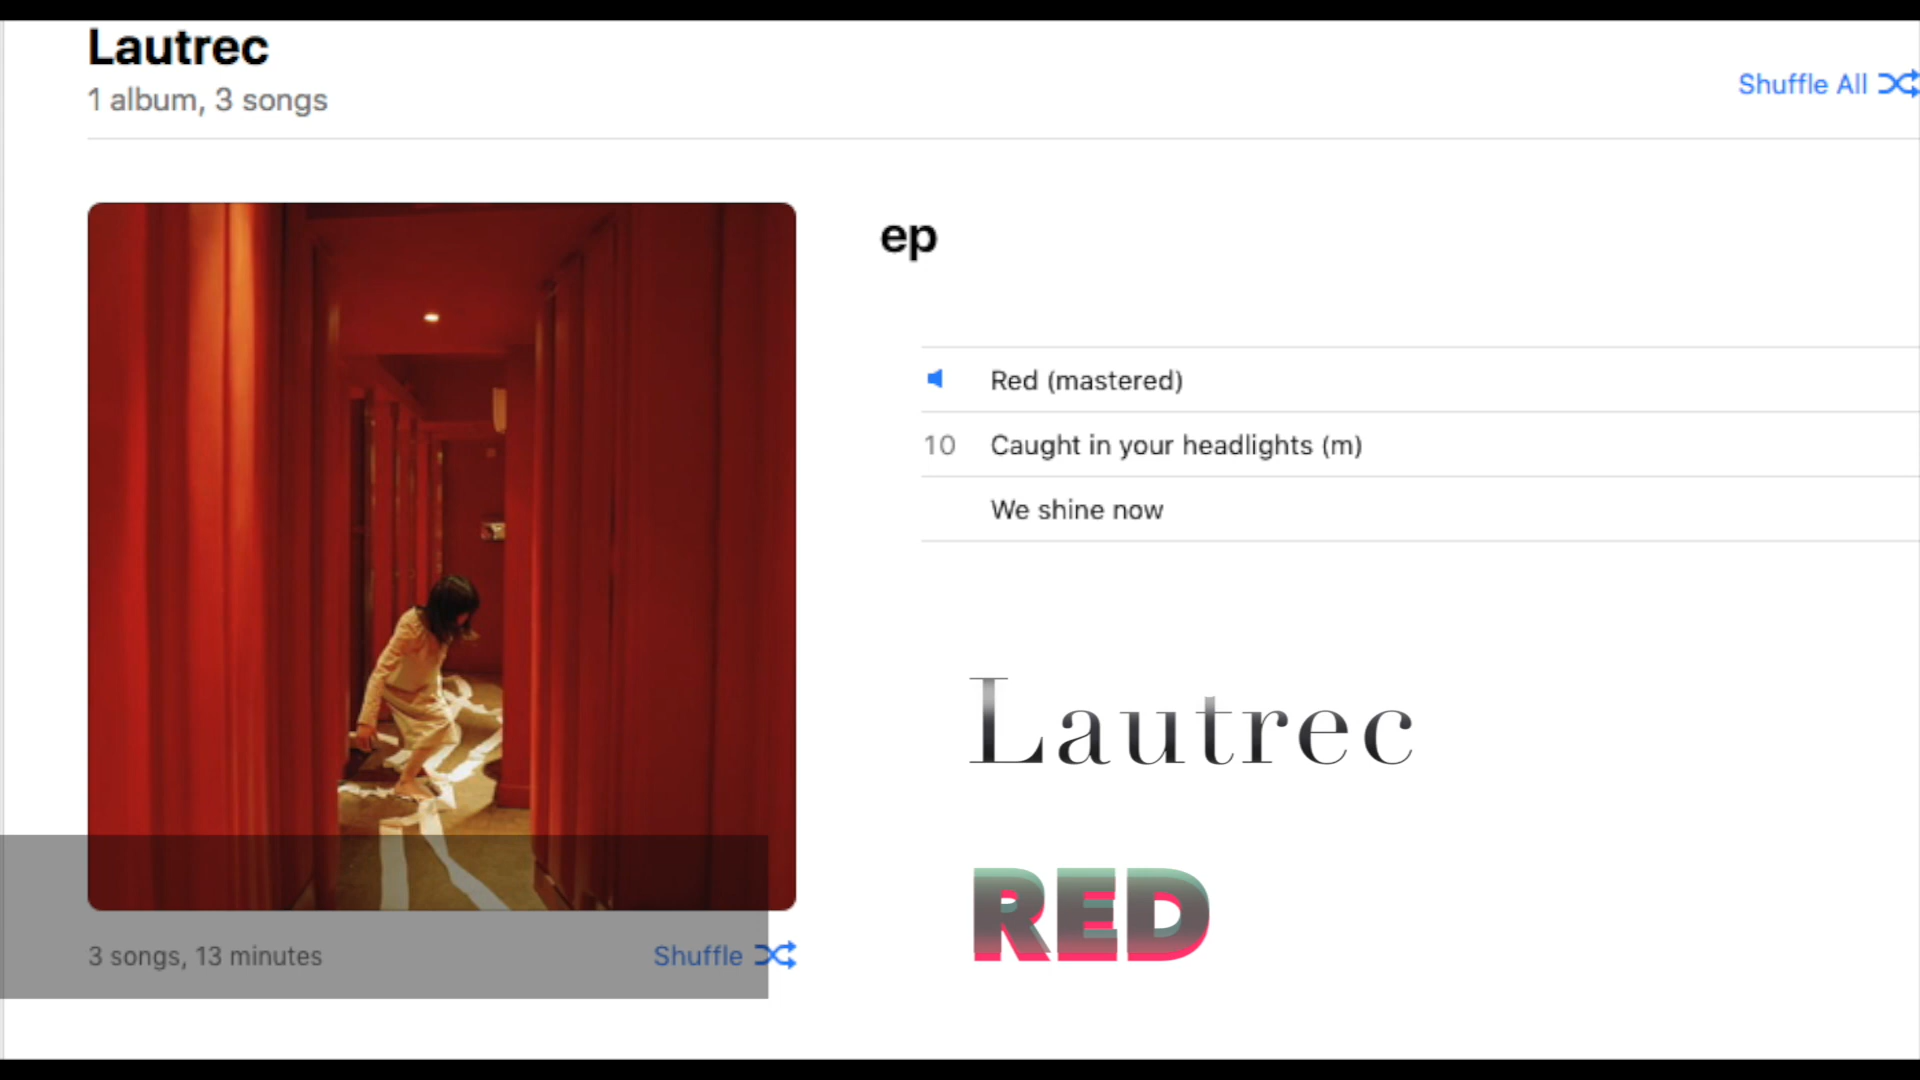 Lautrec
1 album, 3 songs
Shuffle All
ep
Red (mastered)
10 Caught in your headlights (m)
We shine now
Lautrec
RED
3 songs, 13 minutes
Shuffle